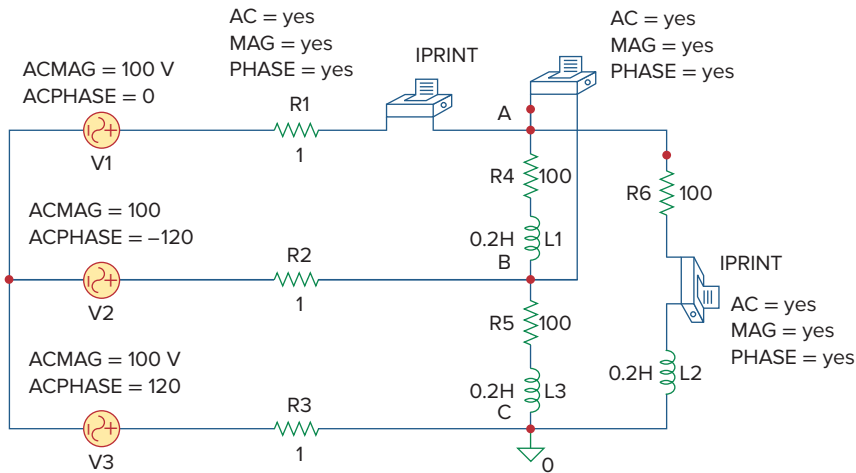 AC = yes
MAG = yes
PHASE = yes
IPRINT
AC = yes
MAG = yes
PHASE = yes
ACMAG = 100 V
ACPHASE = 0
V1
R1
1
A
R4
100
0.2H
L1
B
R6
100
ACMAG = 100
ACPHASE = –120
V2
R2
1
IPRINT
AC = yes
MAG = yes
PHASE = yes
R5
100
0.2H
L3
C
0.2H
L2
ACMAG = 100 V
ACPHASE = 120
V3
R3
1
0